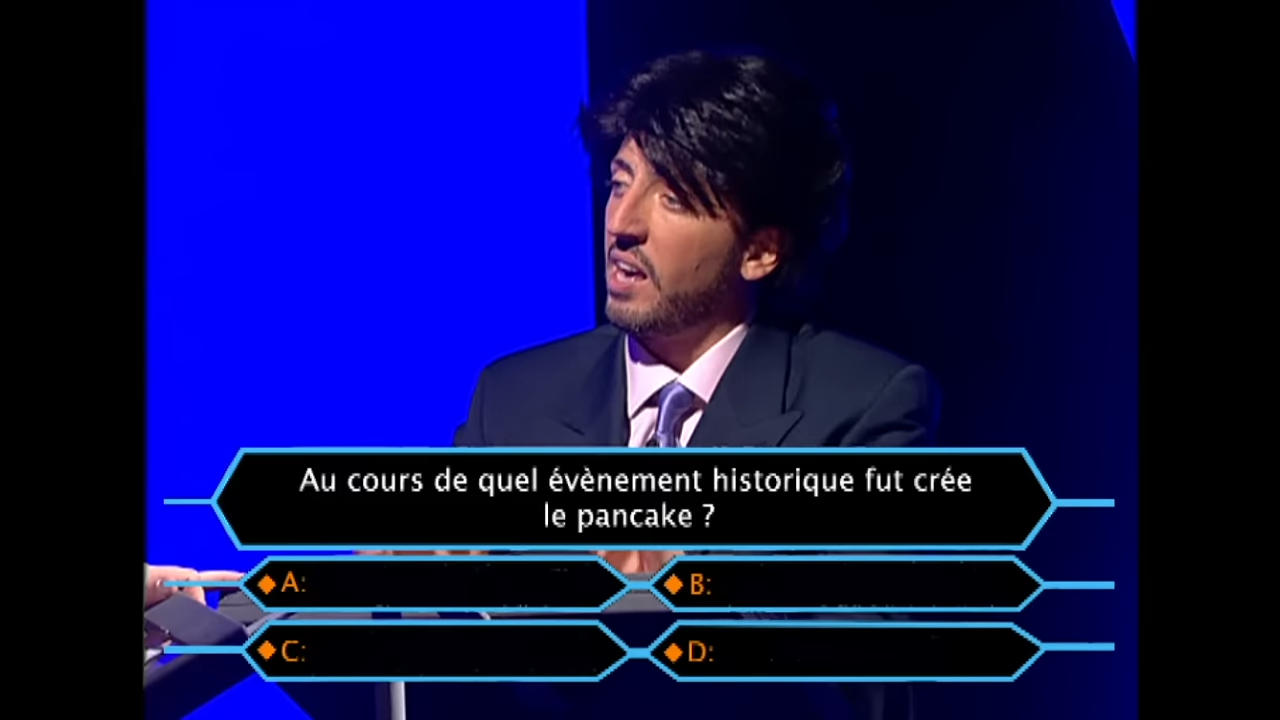 Au cours de quel évènement historique fut crée
le pancake ?
A:
B:
C:
D: